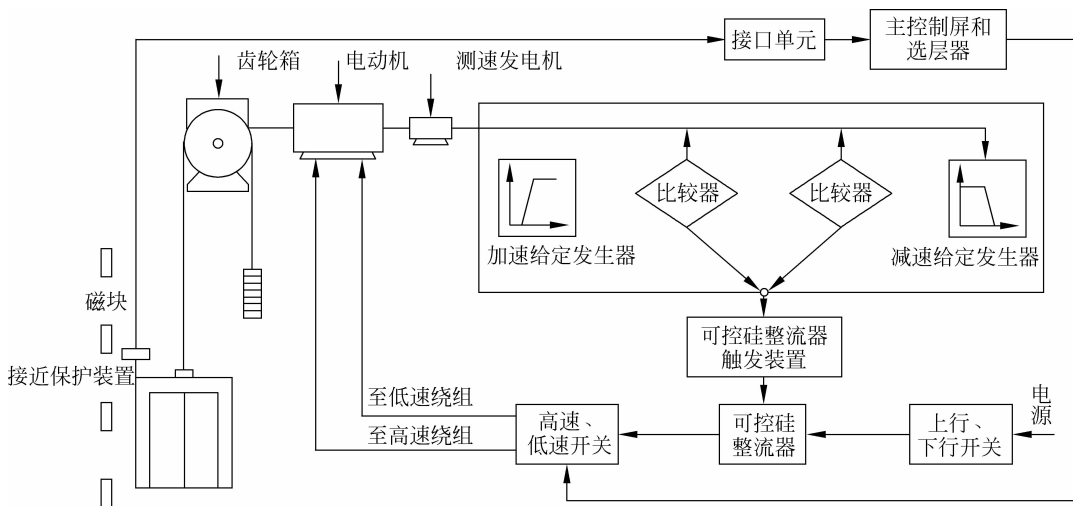 接口单元
主控制屏和
选层器
齿轮箱
电动机
测速发电机
比较器
比较器
加速给定发生器
减速给定发生器
磁块
接近保护装置
可控硅整流器
触发装置
至低速绕组
至高速绕组
高速、
低速开关
可控硅
整流器
上行、
下行开关
电
源